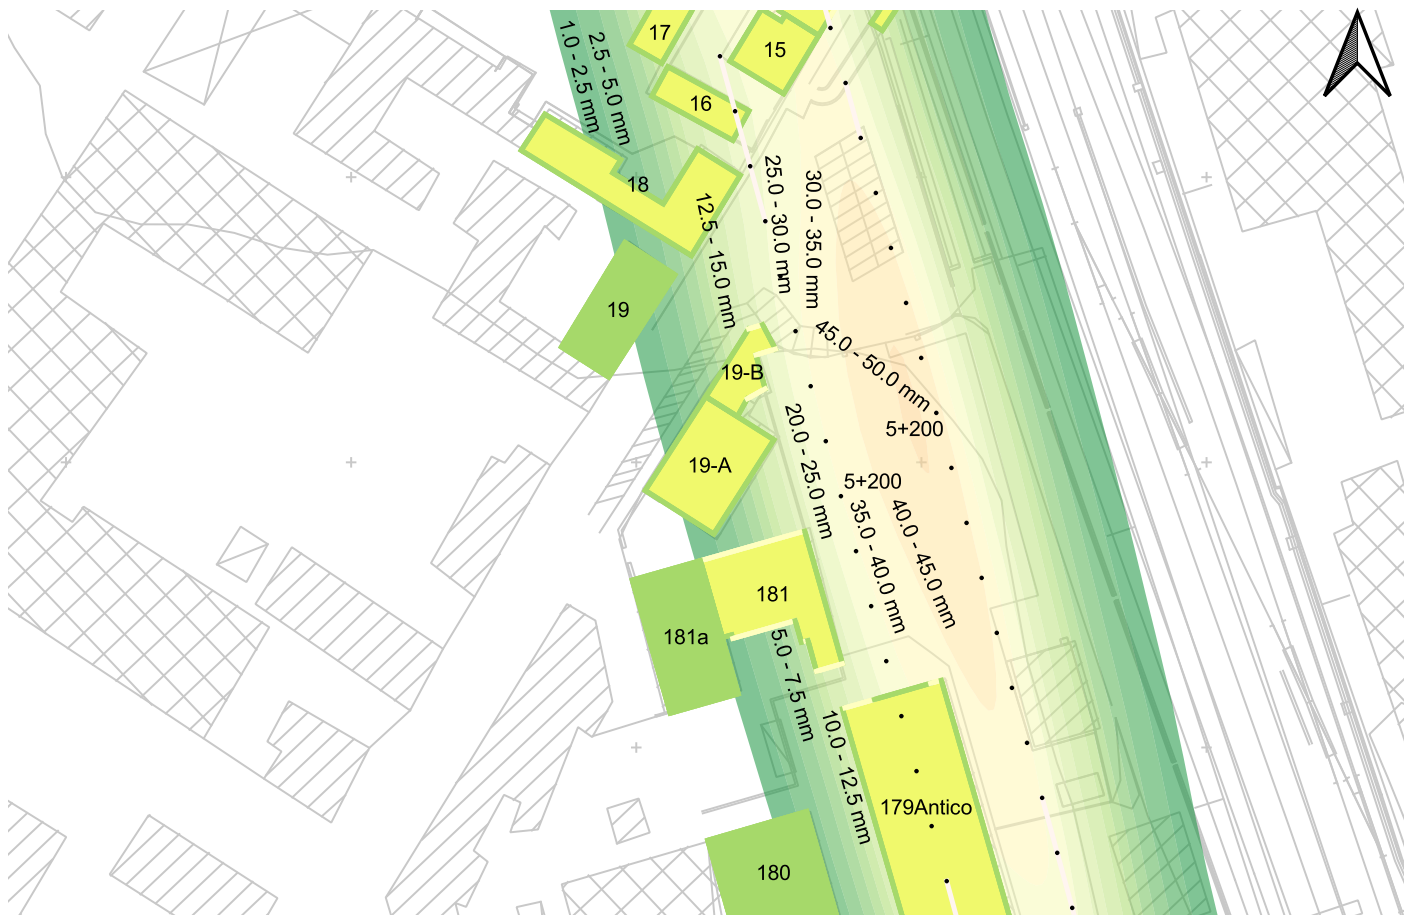 17
15
1.0 - 2.5 mm
2.5 - 5.0 mm
16
18
12.5 - 15.0 mm
25.0 - 30.0 mm
30.0 - 35.0 mm
19
45.0 - 50.0 mm
19-B
5+200
20.0 - 25.0 mm
19-A
5+200
35.0 - 40.0 mm
40.0 - 45.0 mm
181
181a
5.0 - 7.5 mm
10.0 - 12.5 mm
179Antico
180